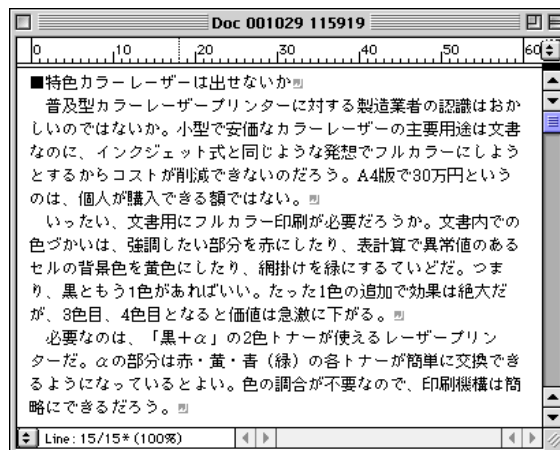 Doc 001029 115919
0 10 20 30 40 50 60
■特色カラーレーザーは出せないか
　普及型カラーレーザープリンターに対する製造業者の認識はおか
しいのではないか。小型で安価なカラーレーザーの主要用途は文書
なのに、インクジェット式と同じような発想でフルカラーにしよう
とするからコストが削減できないのだろう。A4版で30万円という
のは、個人が購入できる額ではない。
　いったい、文書用にフルカラー印刷が必要だろうか。文書内での
色づかいは、強調したい部分を赤にしたり、表計算で異常値のある
セルの背景色を黄色にしたり、網掛けを緑にするていどだ。つま
り、黒ともう1色があればいい。たった1色の追加で効果は絶大だ
が、3色目、4色目となると価値は急激に下がる。
　必要なのは、「黒+α」の2色トナーが使えるレーザープリン
ターだ。αの部分は赤・黄・青（緑）の各トナーが簡単に交換でき
るようになっているとよい。色の調合が不要なので、印刷機構は簡
略にできるだろう。
Line: 15/15* (100%)